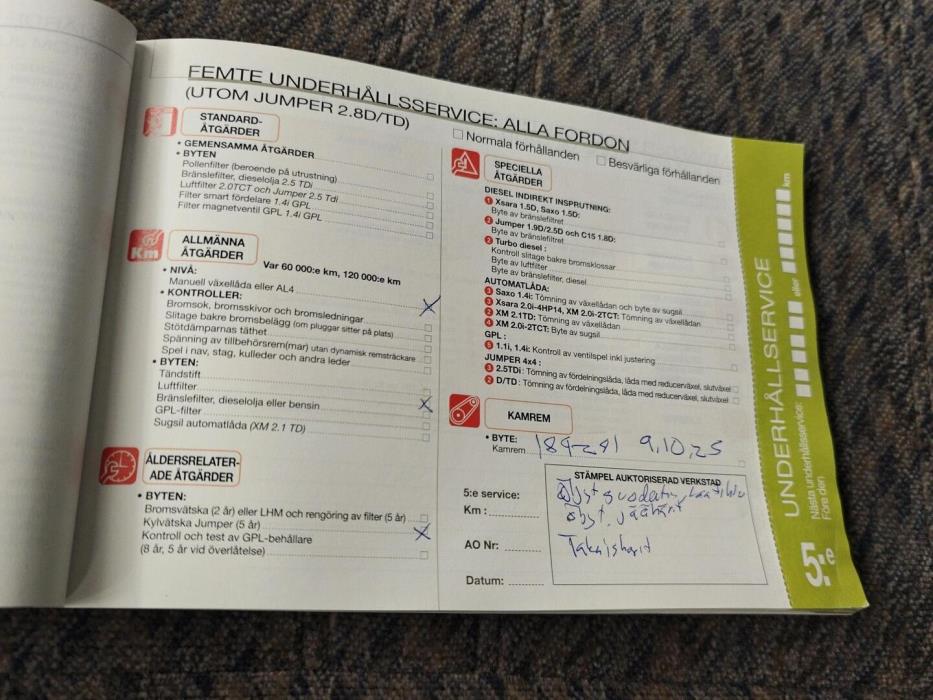 FEMTE UNDERHÅLLSSERVICE: ALLA FORDON
(UTOM JUMPER 2.8D/TD)
Normala förhållanden
Besvärliga förhållanden
STANDARD-
ÅTGÄRDER
• GEMENSAMMA ÅTGÄRDER
• BYTEN
Pollenfilter (beroende på utrustning)
Bränslefilter, dieselolja 2.5 TDi
Luftfilter 2.0TCT och Jumper 2.5 Tdi
Filter smart fördelare 1.4i GPL
Filter magnetventil GPL 1.4i GPL
Km
ALLMÄNNA
ÅTGÄRDER
Var 60 000:e km, 120 000:e km
• NIVÅ:
Manuell växellåda eller AL4
• KONTROLLER:
Bromsok, bromsskivor och bromsledningar
Slitage bakre bromsbelägg (om pluggar sitter på plats)
Stötdämparnas täthet
Spänning av tillbehörsrem(mar) utan dynamisk remsträckare
Spel i nav, stag, kulleder och andra leder
• BYTEN:
Tändstift
Luftfilter
Bränslefilter, dieselolja eller bensin
GPL-filter
Sugsil automatlåda (XM 2.1 TD)
ÅLDERSRELATER-
ADE ÅTGÄRDER
• BYTEN:
Bromsvätska (2 år) eller LHM och rengöring av filter (5 år)
Kylvätska Jumper (5 år)
Kontroll och test av GPL-behållare
(8 år, 5 år vid överlåtelse)
SPECIELLA
ÅTGÄRDER
DIESEL INDIREKT INSPRUTNING:
Xsara 1.5D, Saxo 1.5D:
Byte av bränslefiltret
Jumper 1.9D/2.5D och C15 1.8D:
Byte av bränslefiltret
Turbo diesel :
Kontroll slitage bakre bromsklossar
Byte av luftfilter
Byte av bränslefilter, diesel
AUTOMATLÅDA:
Saxo 1.4i: Tömning av växellådan och byte av sugsil
Xsara 2.0i-4HP14, XM 2.0i-2TCT: Tömning av växellådan
XM 2.1TD: Tömning av växellådan
XM 2.0i-2TCT: Byte av sugsil
GPL :
1.1i, 1.4i: Kontroll av ventilspel inkl justering
JUMPER 4x4 :
2.5TDi : Tömning av fördelningslåda, låda med reducerväxel, slutväxel
D/TD : Tömning av fördelningslåda, låda med reducerväxel, slutväxel
KAMREM
• BYTE:
Kamrem 184241 9.10.25
STÄMPEL AUKTORISERAD VERKSTAD
5:e service:
Km :
AO Nr:
Datum:
Takaisharit
UNDERHÅLLSERVICE
Nästa underhållsservice:
Före den
eller
km
5:e